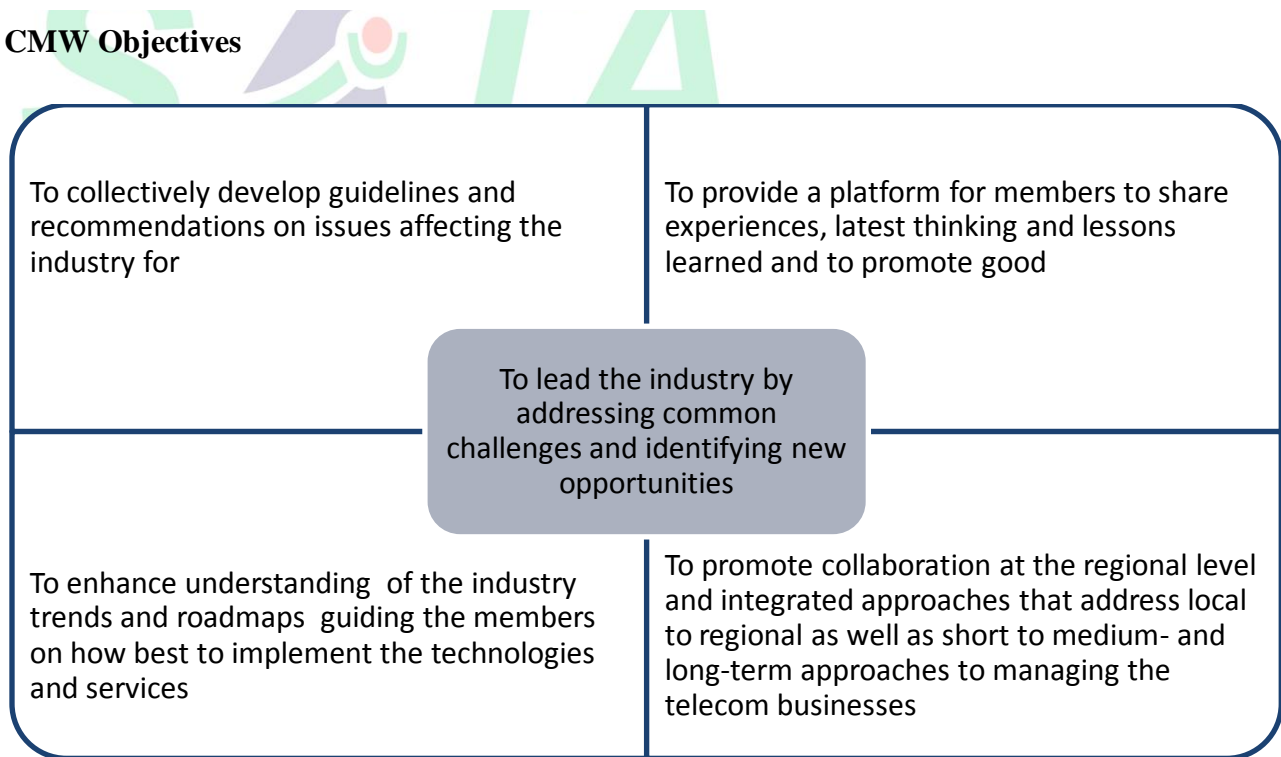 CMW Objectives
To collectively develop guidelines and
recommendations on issues affecting the
industry for
To provide a platform for members to share
experiences, latest thinking and lessons
learned and to promote good
To lead the industry by
addressing common
challenges and identifying new
opportunities
To enhance understanding of the industry
trends and roadmaps guiding the members
on how best to implement the technologies
and services
To promote collaboration at the regional level
and integrated approaches that address local
to regional as well as short to medium- and
long-term approaches to managing the
telecom businesses